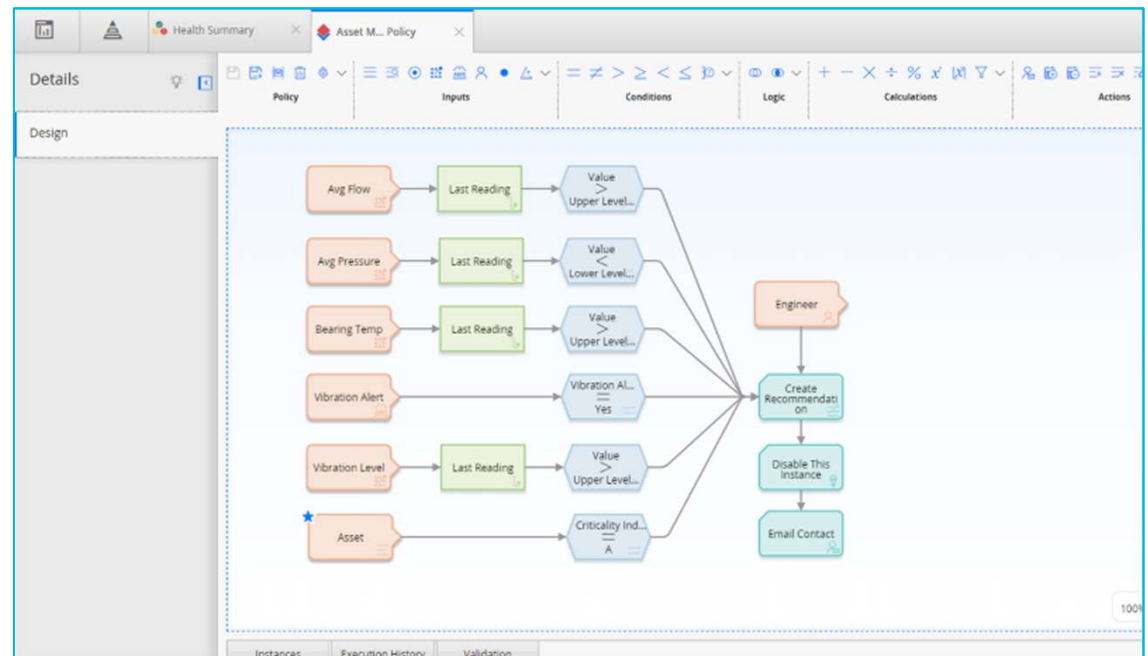 Health Summary
Asset M... Policy
Details
Policy
Inputs
Conditions
Logic
Calculations
Actions
Design
Avg Flow
Last Reading
Value
>
Upper Level...
Avg Pressure
Last Reading
Value
<
Lower Level...
Engineer
Bearing Temp
Last Reading
Value
>
Upper Level...
Vibration Alert
Vibration Al...
=
Yes
Create
Recommendati
on
Vibration Level
Last Reading
Value
>
Upper Level...
Disable This
Instance
Asset
Criticality Ind...
=
A
Email Contact
100%
Instances
Execution History
Validation